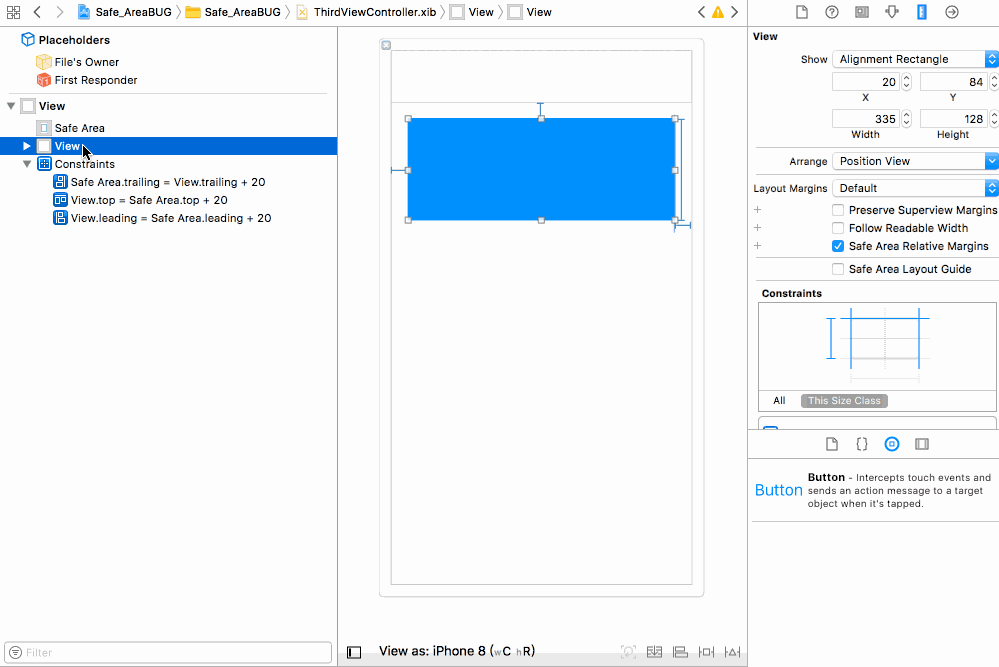 Safe_AreaBUG Safe_AreaBUG ThirdViewController.xib View View
Placeholders
File's Owner
First Responder
View
Safe Area
View
Constraints
Safe Area.trailing = View.trailing + 20
View.top = Safe Area.top + 20
View.leading = Safe Area.leading + 20
Filter
View as: iPhone 8 (wC hR)
View
Show Alignment Rectangle
20 84
X Y
335 128
Width Height
Arrange Position View
Layout Margins Default
Preserve Superview Margins
Follow Readable Width
Safe Area Relative Margins
Safe Area Layout Guide
Constraints
All This Size Class
Button
Button - Intercepts touch events and
sends an action message to a target
object when it's tapped.